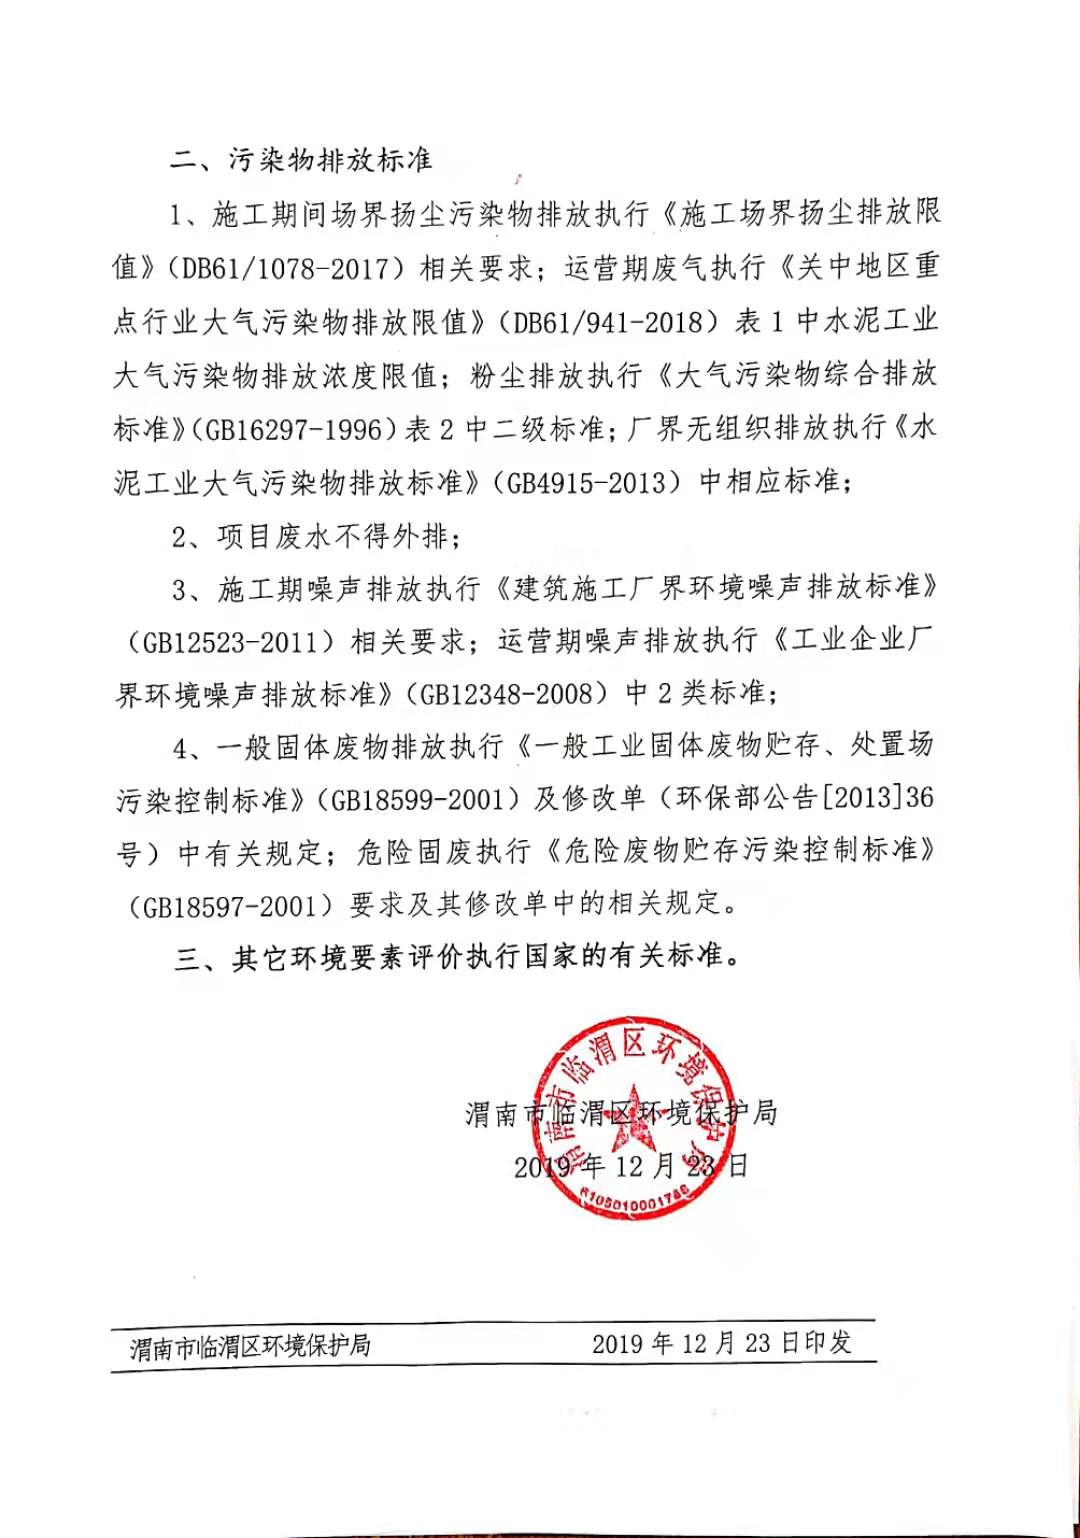 二、污染物排放标准
1、施工期间场界扬尘污染物排放执行《施工场界扬尘排放限
值》（DB61/1078-2017）相关要求；运营期废气执行《关中地区重
点行业大气污染物排放限值》（DB61/941-2018）表 1 中水泥工业
大气污染物排放浓度限值；粉尘排放执行《大气污染物综合排放
标准》（GB16297-1996）表 2 中二级标准；厂界无组织排放执行《水
泥工业大气污染物排放标准》（GB4915-2013）中相应标准；
2、项目废水不得外排；
3、施工期噪声排放执行《建筑施工厂界环境噪声排放标准》
（GB12523-2011）相关要求；运营期噪声排放执行《工业企业厂
界环境噪声排放标准》（GB12348-2008）中 2 类标准；
4、一般固体废物排放执行《一般工业固体废物贮存、处置场
污染控制标准》（GB18599-2001）及修改单（环保部公告[2013]36
号）中有关规定；危险固废执行《危险废物贮存污染控制标准》
（GB18597-2001）要求及其修改单中的相关规定。
三、其它环境要素评价执行国家的有关标准。
渭南市临渭区环境保护局
渭南市临渭区环境保护局
2019 年 12 月 23 日
渭南市临渭区环境保护局 2019 年 12 月 23 日印发